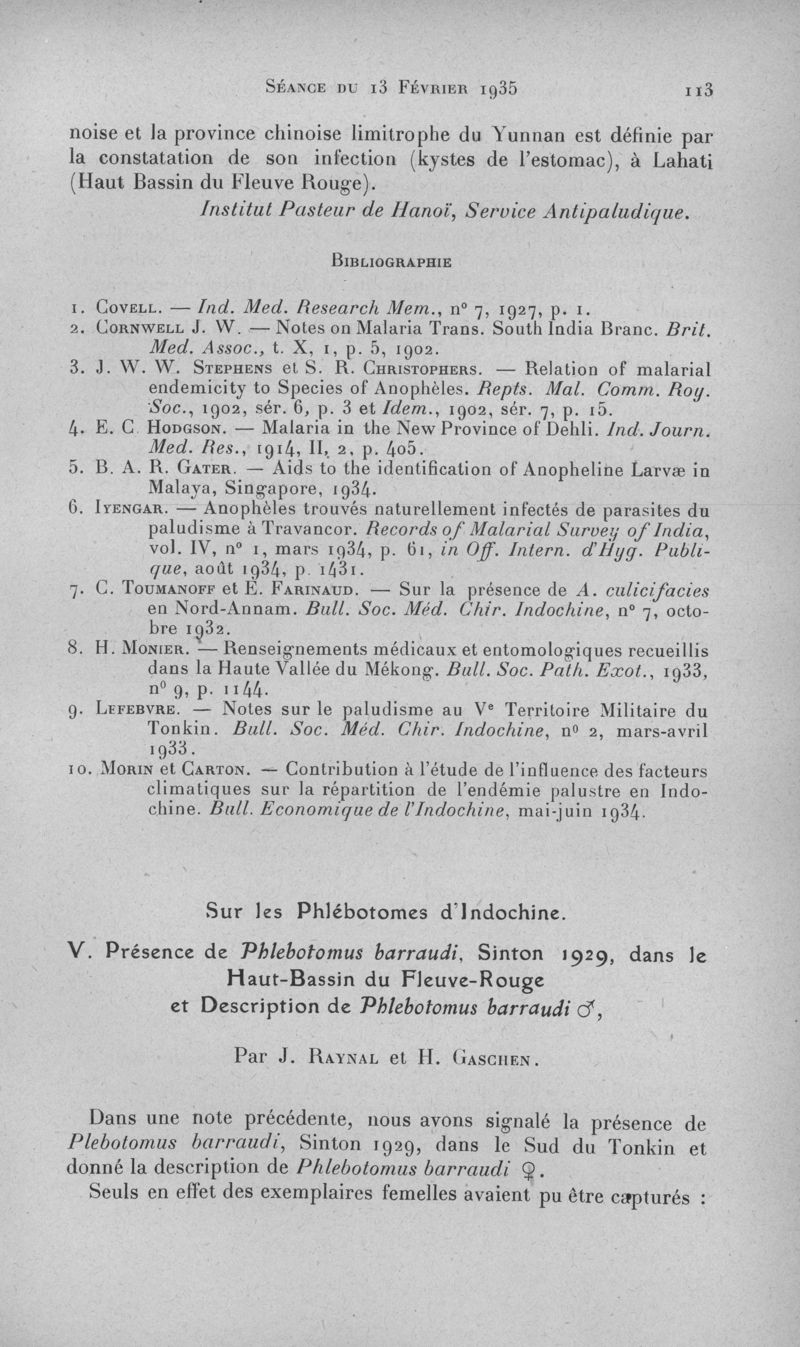 SÉANCE DU 13 FÉVRIER 1935 113
noise et la province chinoise limitrophe du Yunnan est définie par
la constatation de son infection (kystes de l'estomac), à Lahati
(Haut Bassin du Fleuve Rouge).
Institut Pasteur de Hanoï, Service Antipaludique.
BIBLIOGRAPHIE
1. COVELL. — Ind. Med. Research Mem., n° 7, 1927, p. 1.
2. CORNWELL J. W. — Notes on Malaria Trans. South India Branc. Brit.
Med. Assoc., t. X, 1, p. 5, 1902.
3. J. W. W. STEPHENS et S. R. CHRISTOPHERS. — Relation of malarial
endemicity to Species of Anophèles. Repts. Mal. Comm. Roy.
Soc., 1902, sér. 6, p. 3 et Idem., 1902, sér. 7, p. 15.
4. E. C. HODGSON. — Malaria in the New Province of Dehli. Ind. Journ.
Med. Res., 1914, II, 2, p. 405.
5. B. A. R. GATER. — Aids to the identification of Anopheline Larvæ in
Malaya, Singapore, 1934.
6. IYENGAR. — Anophèles trouvés naturellement infectés de parasites du
paludisme à Travancor. Records of Malarial Survey of India,
vol. IV, n° 1, mars 1934, p. 61, in Off. Intern. d'Hyg. Publi-
que, août 1934, p. 1431.
7. C. TOUMANOFF et E. FARINAUD. — Sur la présence de A. culicifacies
en Nord-Annam. Bull. Soc. Méd. Chir. Indochine, n° 7, octo-
bre 1932.
8. H. MONIER. — Renseignements médicaux et entomologiques recueillis
dans la Haute Vallée du Mékong. Bull. Soc. Path. Exot., 1933,
n° 9, p. 1144.
9. LEFEBVRE. — Notes sur le paludisme au Ve Territoire Militaire du
Tonkin. Bull. Soc. Méd. Chir. Indochine, n° 2, mars-avril
1933.
10. MORIN et CARTON. — Contribution à l'étude de l'influence des facteurs
climatiques sur la répartition de l'endémie palustre en Indo-
chine. Bull. Economique de l'Indochine, mai-juin 1934.
Sur les Phlébotomes d'Indochine.
V. Présence de Phlebotomus barraudi, Sinton 1929, dans le
Haut-Bassin du Fleuve-Rouge
et Description de Phlebotomus barraudi ♂,
Par J. RAYNAL et H. GASCHEN.
Dans une note précédente, nous avons signalé la présence de
Plebotomus barraudi, Sinton 1929, dans le Sud du Tonkin et
donné la description de Phlebotomus barraudi ♀.
Seuls en effet des exemplaires femelles avaient pu être capturés :